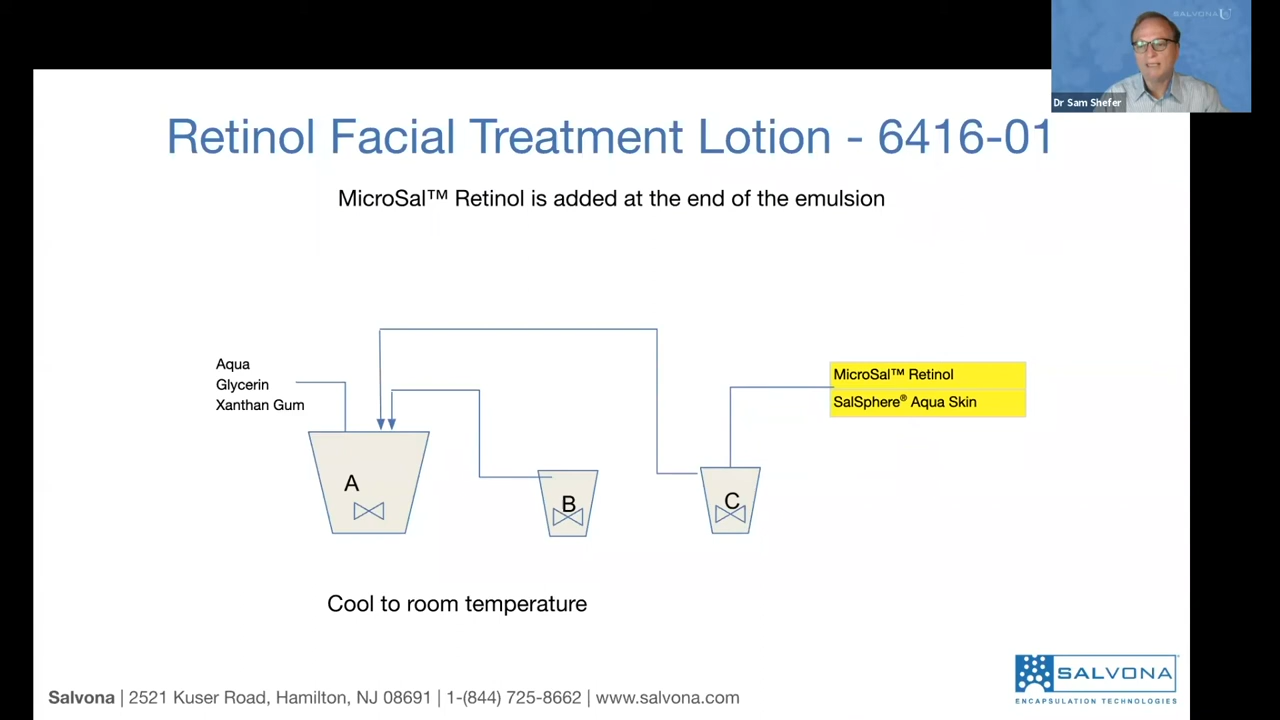 SALVONA
Dr Sam Shefer
Retinol Facial Treatment Lotion - 6416-01
MicroSal™ Retinol is added at the end of the emulsion
Aqua
Glycerin
Xanthan Gum
MicroSal™ Retinol
SalSphere® Aqua Skin
A
B
C
Cool to room temperature
SALVONA
ENCAPSULATION TECHNOLOGIES
Salvona | 2521 Kuser Road, Hamilton, NJ 08691 | 1-(844) 725-8662 | www.salvona.com